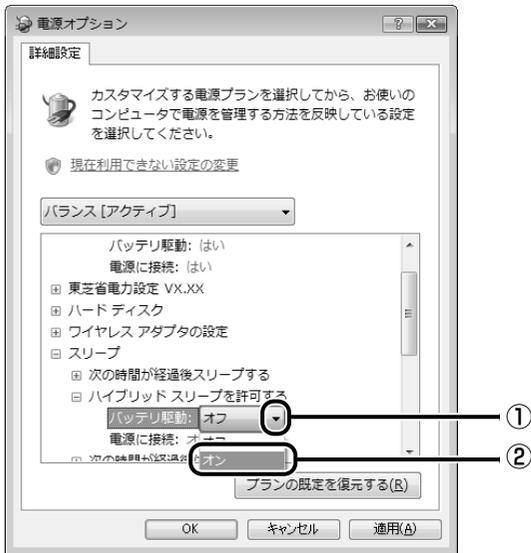 電源オプション
詳細設定
カスタマイズする電源プランを選択してから、お使いの
コンピュータで電源を管理する方法を反映している設定
を選択してください。
現在利用できない設定の変更
バランス [アクティブ]
バッテリ駆動: はい
電源に接続: はい
東芝省電力設定 VX.XX
ハード ディスク
ワイヤレス アダプタの設定
スリープ
次の時間が経過後スリープする
ハイブリッド スリープを許可する
バッテリ駆動: オフ
①
電源に接続:
オン
②
次の時間が経過後
プランの既定を復元する(R)
OK
キャンセル
適用(A)